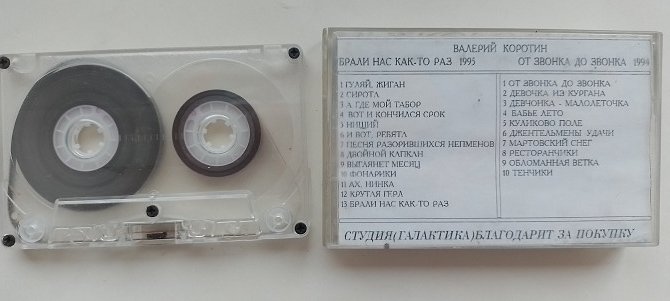 ВАЛЕРИЙ КОРОТИН
БРАЛИ НАС КАК-ТО РАЗ 1995
1 ГУЛЯЙ, ЖИГАН
2 СИРОТА
3 А ГДЕ МОЙ ТАБОР
4 ВОТ И КОНЧИЛСЯ СРОК
5 НИЩИЙ
6 И ВОТ, РЕБЯТА
7 ПЕСНЯ РАЗОРИВШИХСЯ НЕПМЕНОВ
8 ДВОЙНОЙ КАПКАН
9 ВЫГЛЯНЕТ МЕСЯЦ
10 ФОНАРИКИ
11 АХ, НИНКА
12 КРУТАЯ ГЕРА
13 БРАЛИ НАС КАК-ТО РАЗ
ОТ ЗВОНКА ДО ЗВОНКА 1994
1 ОТ ЗВОНКА ДО ЗВОНКА
2 ДЕВОЧКА ИЗ КУРГАНА
3 ДЕВЧОНКА - МАЛОЛЕТОЧКА
4 БАБЬЕ ЛЕТО
5 КУЛИКОВО ПОЛЕ
6 ДЖЕНТЕЛЬМЕНЫ УДАЧИ
7 МАРТОВСКИЙ СНЕГ
8 РЕСТОРАНЧИКИ
9 ОБЛОМАННАЯ ВЕТКА
10 ТЕНЧИКИ
СТУДИЯ(ГАЛАКТИКА)БЛАГОДАРИТ ЗА ПОКУПКУ